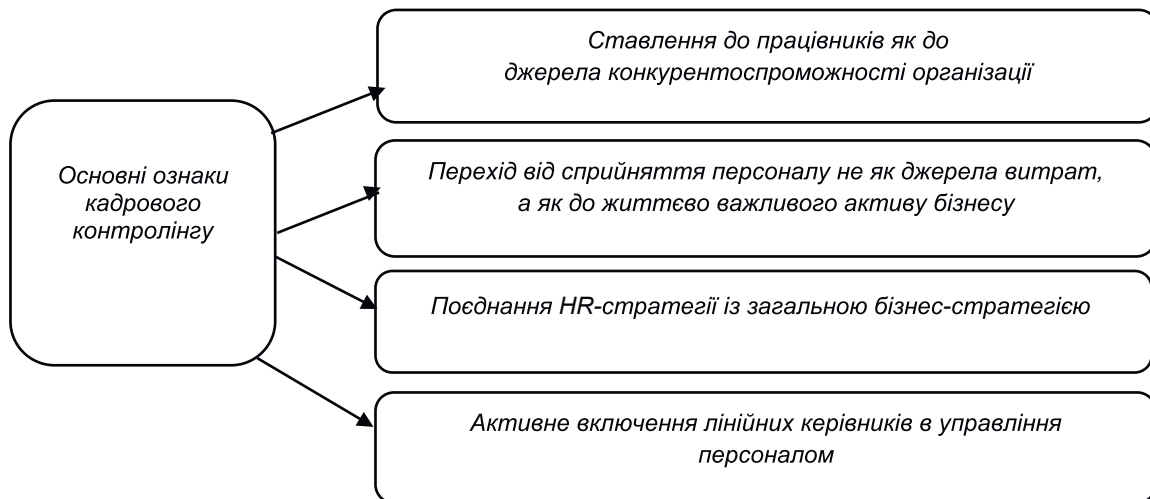 Основні ознаки
кадрового
контролінгу
Ставлення до працівників як до
джерела конкурентоспроможності організації
Перехід від сприйняття персоналу не як джерела витрат,
а як до життєво важливого активу бізнесу
Поєднання HR-стратегії із загальною бізнес-стратегією
Активне включення лінійних керівників в управління
персоналом